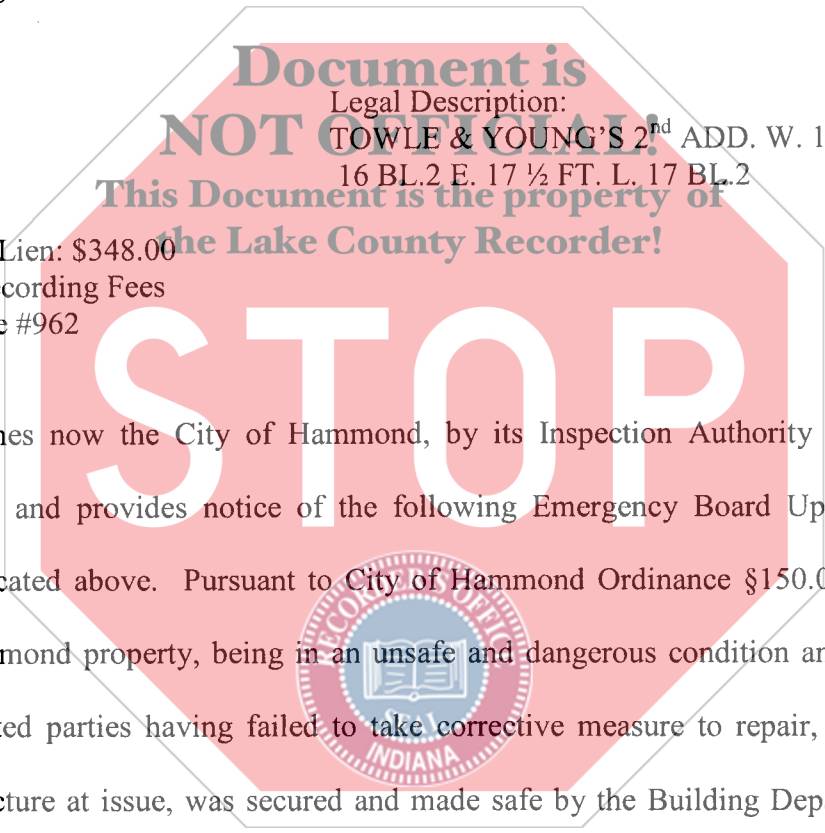 Document is
Legal Description:
NOT OFFICIAL!
TOWLE & YOUNG'S 2nd ADD. W. 1
16 BL.2 E. 17 ½ FT. L. 17 BL.2
This Document is the property of
the Lake County Recorder!
Lien: $348.00
cording Fees
e #962
STOP
nes now the City of Hammond, by its Inspection Authority
and provides notice of the following Emergency Board Up
cated above. Pursuant to City of Hammond Ordinance §150.0
mond property, being in an unsafe and dangerous condition an
ted parties having failed to take corrective measure to repair,
cture at issue, was secured and made safe by the Building Dep
RECORDER'S OFFICE
SEAL
INDIANA